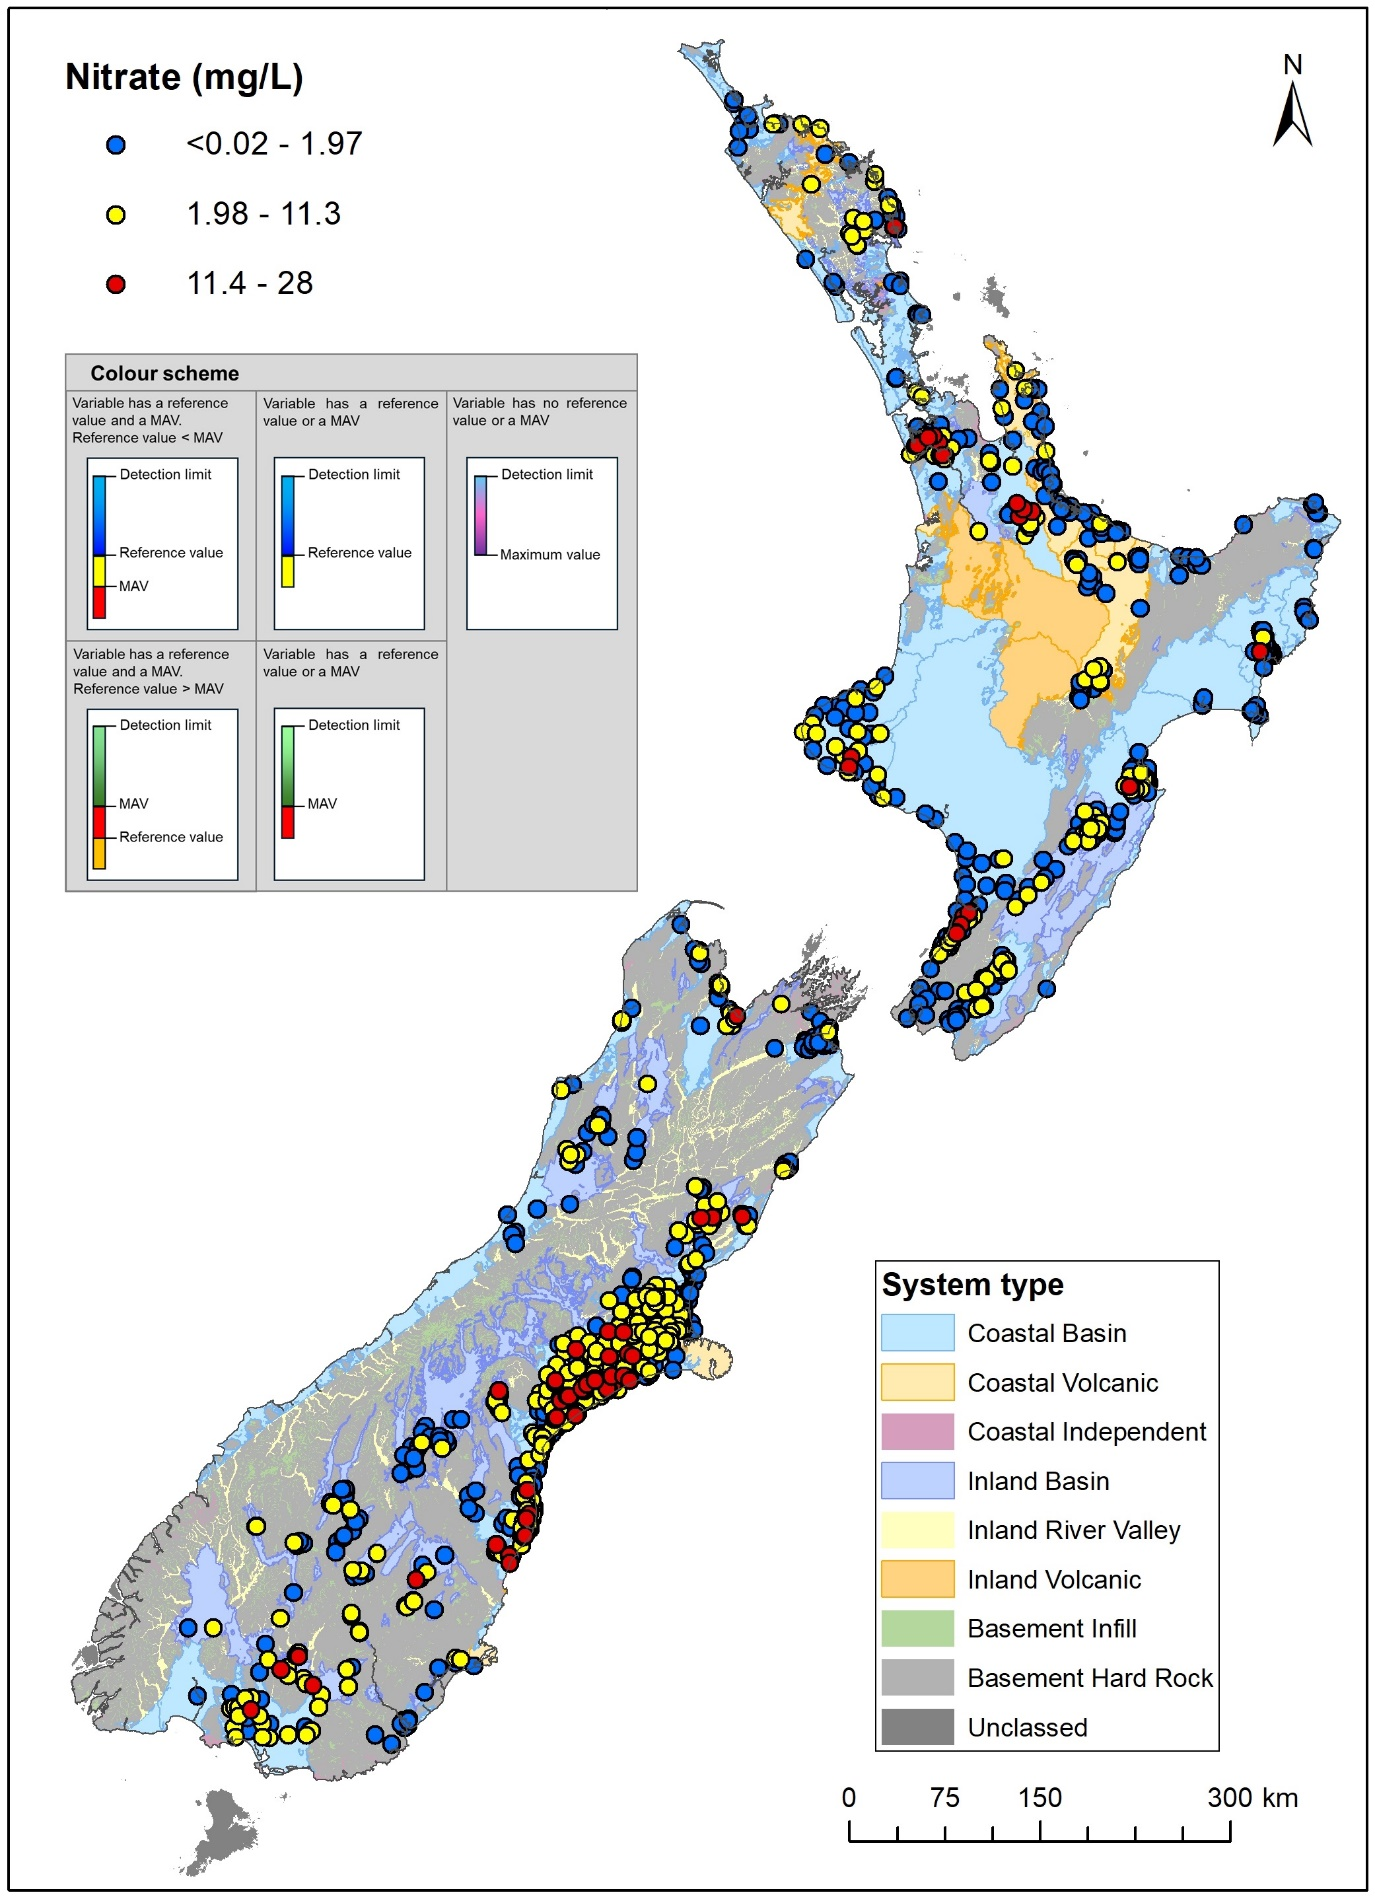 Nitrate (mg/L)
<0.02 - 1.97
1.98 - 11.3
11.4 - 28
N
Colour scheme
Variable has a reference
value and a MAV.
Reference value < MAV
Detection limit
Reference value
MAV
Variable has a reference
value or a MAV
Detection limit
Reference value
Variable has no reference
value or a MAV
Detection limit
Maximum value
Variable has a reference
value and a MAV.
Reference value > MAV
Detection limit
MAV
Reference value
Variable has a reference
value or a MAV
Detection limit
MAV
System type
Coastal Basin
Coastal Volcanic
Coastal Independent
Inland Basin
Inland River Valley
Inland Volcanic
Basement Infill
Basement Hard Rock
Unclassed
0 75 150 300 km